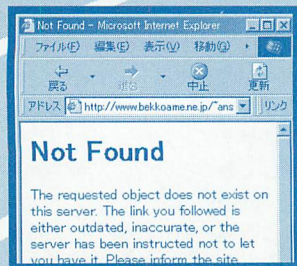 Not Found - Microsoft Internet Explorer
ファイル(F) 編集(E) 表示(V) 移動(G)
戻る 進む 中止 更新
アドレス http://www.bekkoame.ne.jp/~ans リンク
Not Found
The requested object does not exist on
this server. The link you followed is
either outdated, inaccurate, or the
server has been instructed not to let
you have it. Please inform the site